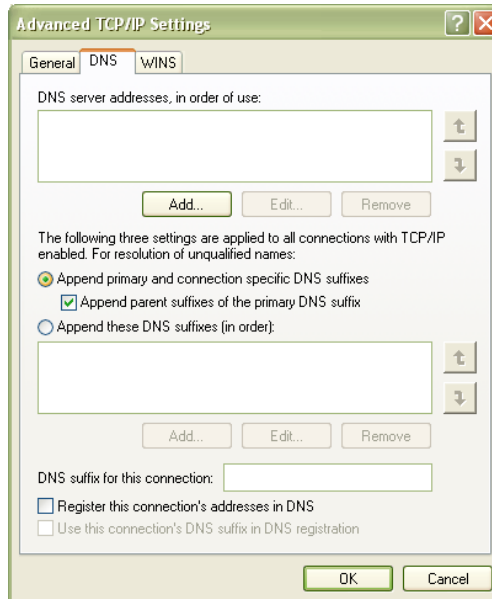 Advanced TCP/IP Settings
General DNS WINS
DNS server addresses, in order of use:
Add... Edit... Remove
The following three settings are applied to all connections with TCP/IP
enabled. For resolution of unqualified names:
Append primary and connection specific DNS suffixes
Append parent suffixes of the primary DNS suffix
Append these DNS suffixes (in order):
Add... Edit... Remove
DNS suffix for this connection:
Register this connection's addresses in DNS
Use this connection's DNS suffix in DNS registration
OK Cancel